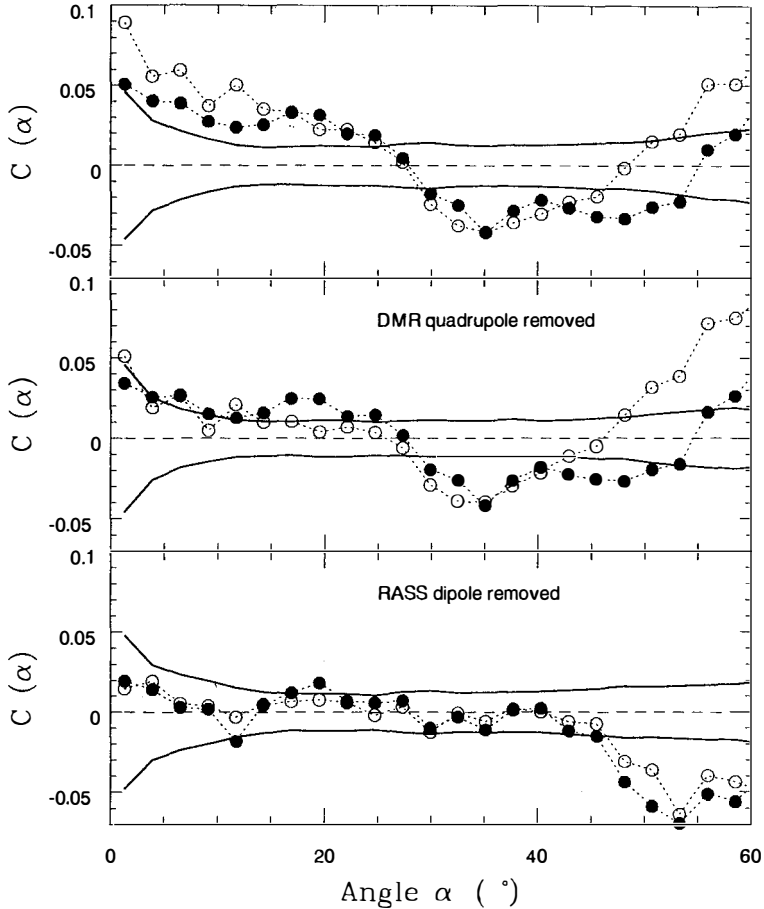 0.1
0.05
C (α)
0
-0.05
0.1
DMR quadrupole removed
0.05
C (α)
0
-0.05
0.1
RASS dipole removed
0.05
C (α)
0
-0.05
0 20 40 60
Angle α ( °)